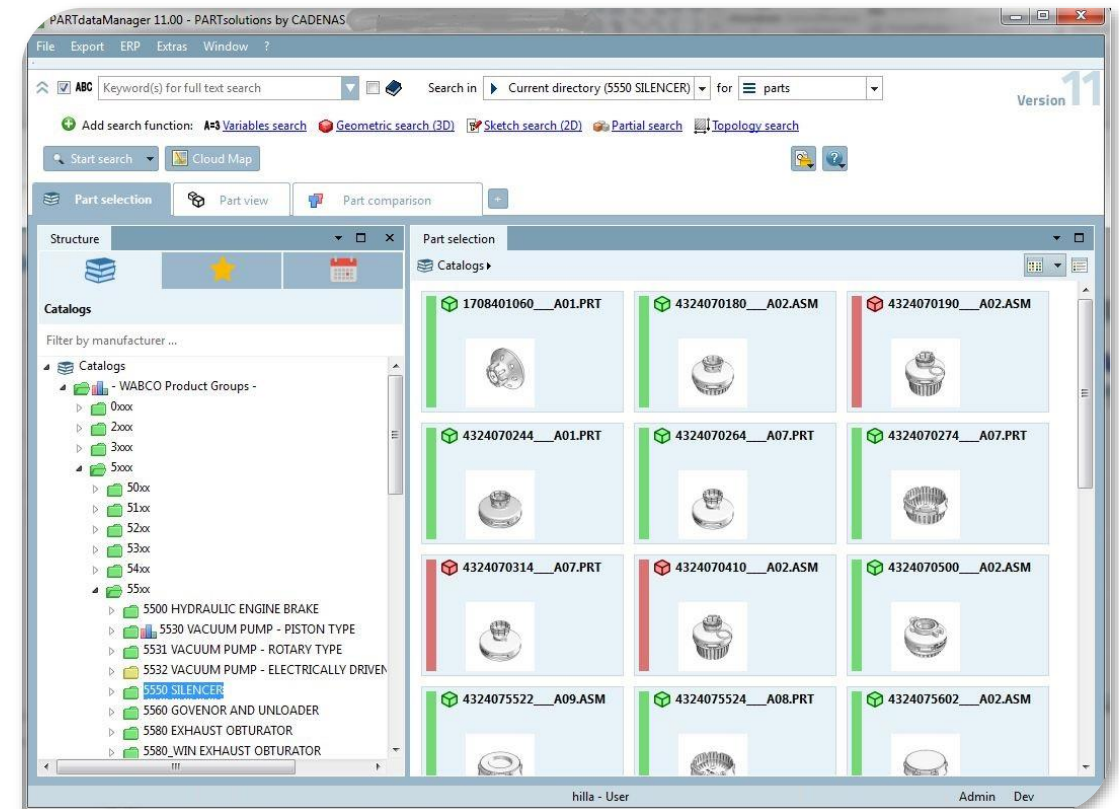 PARTdataManager 11.00 - PARTsolutions by CADENAS
File Export ERP Extras Window ?
ABC Keyword(s) for full text search Search in Current directory (5550 SILENCER) for parts
Version 11
Add search function: A=3 Variables search Geometric search (3D) Sketch search (2D) Partial search Topology search
Start search Cloud Map
Part selection Part view Part comparison +
Structure
Catalogs
Filter by manufacturer ...
Catalogs
- WABCO Product Groups -
0xxx
2xxx
3xxx
5xxx
50xx
51xx
52xx
53xx
54xx
55xx
5500 HYDRAULIC ENGINE BRAKE
5530 VACUUM PUMP - PISTON TYPE
5531 VACUUM PUMP - ROTARY TYPE
5532 VACUUM PUMP - ELECTRICALLY DRIVEN
5550 SILENCER
5560 GOVENOR AND UNLOADER
5580 EXHAUST OBTURATOR
5580_WIN EXHAUST OBTURATOR
Part selection
Catalogs
1708401060___A01.PRT 4324070180___A02.ASM 4324070190___A02.ASM
4324070244___A01.PRT 4324070264___A07.PRT 4324070274___A07.PRT
4324070314___A07.PRT 4324070410___A02.ASM 4324070500___A02.ASM
4324075522___A09.ASM 4324075524___A08.PRT 4324075602___A02.ASM
hilla - User Admin Dev